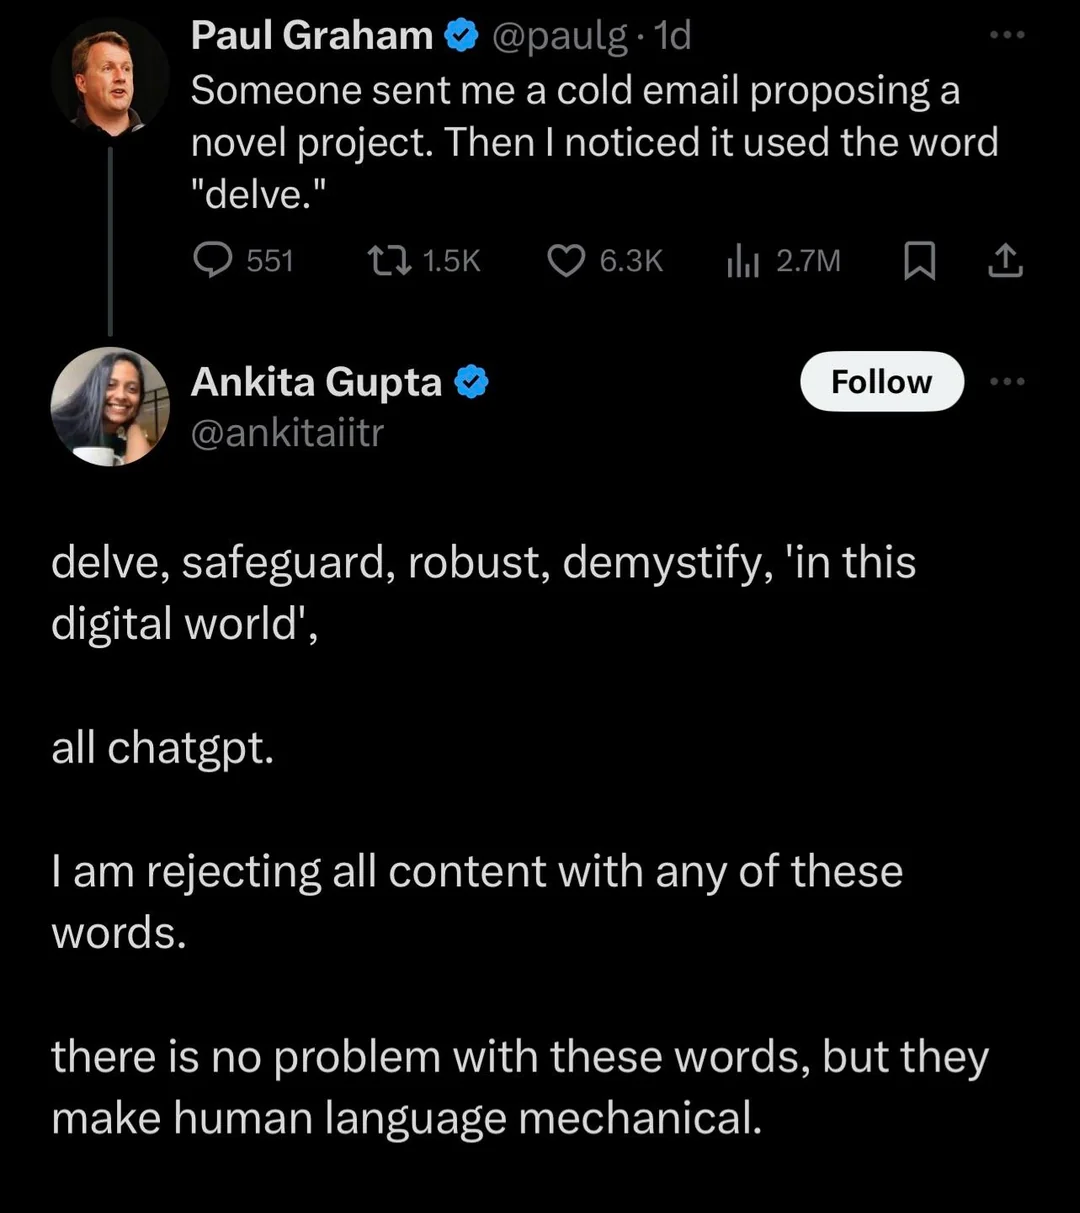 Paul Graham @paulg · 1d
Someone sent me a cold email proposing a
novel project. Then I noticed it used the word
"delve."
551 1.5K 6.3K 2.7M
Ankita Gupta
Follow
@ankitaiitr
delve, safeguard, robust, demystify, 'in this
digital world',
all chatgpt.
I am rejecting all content with any of these
words.
there is no problem with these words, but they
make human language mechanical.